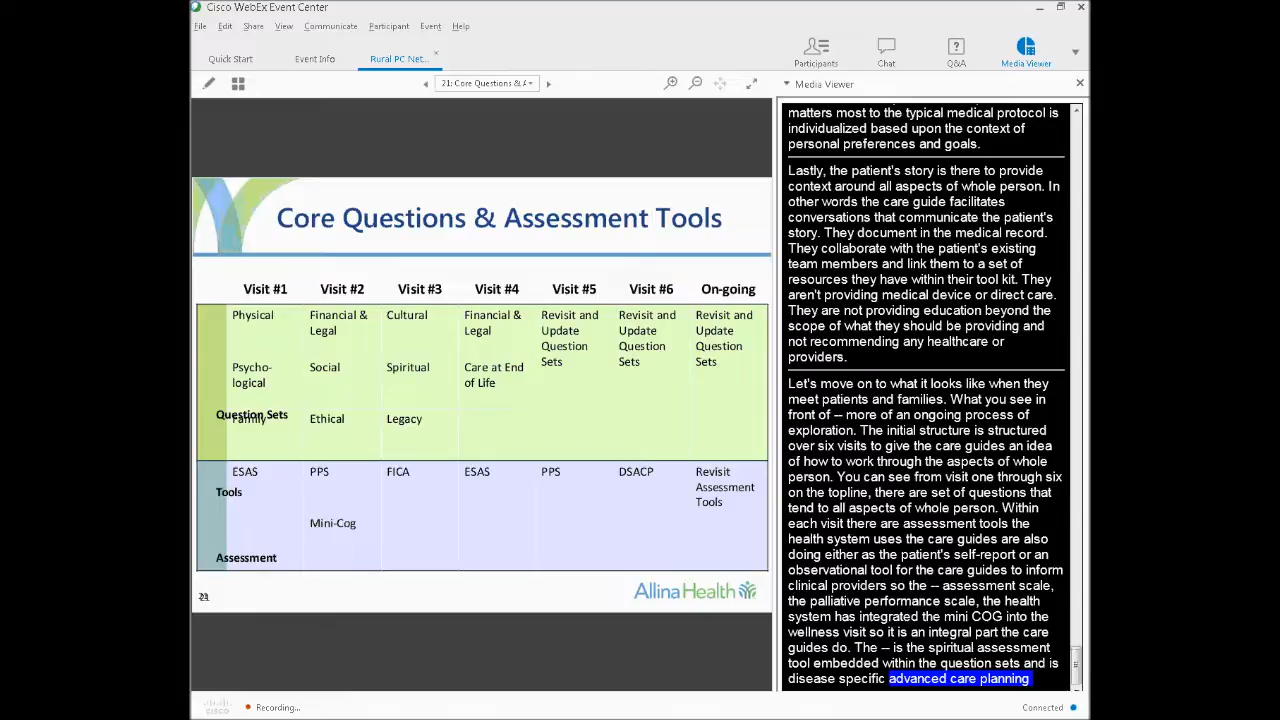 Cisco WebEx Event Center
File Edit Share View Communicate Participant Event Help
Quick Start Event Info Rural PC Net...
Participants Chat Q&A Media Viewer
21: Core Questions & A
Media Viewer
Core Questions & Assessment Tools
Visit #1 Visit #2 Visit #3 Visit #4 Visit #5 Visit #6 On-going
Physical Financial & Cultural Financial & Revisit and Revisit and Revisit and
Legal Legal Update Update Update
Question Question Question
Sets Sets Sets
Psycho- Social Spiritual Care at End
logical of Life
Question Sets
Family Ethical Legacy
ESAS PPS FICA ESAS PPS DSACP Revisit
Assessment
Tools
Tools
Mini-Cog
Assessment
AllinaHealth
21
matters most to the typical medical protocol is
individualized based upon the context of
personal preferences and goals.
Lastly, the patient's story is there to provide
context around all aspects of whole person. In
other words the care guide facilitates
conversations that communicate the patient's
story. They document in the medical record.
They collaborate with the patient's existing
team members and link them to a set of
resources they have within their tool kit. They
aren't providing medical device or direct care.
They are not providing education beyond the
scope of what they should be providing and
not recommending any healthcare or
providers.
Let's move on to what it looks like when they
meet patients and families. What you see in
front of -- more of an ongoing process of
exploration. The initial structure is structured
over six visits to give the care guides an idea
of how to work through the aspects of whole
person. You can see from visit one through six
on the topline, there are set of questions that
tend to all aspects of whole person. Within
each visit there are assessment tools the
health system uses the care guides are also
doing either as the patient's self-report or an
observational tool for the care guides to inform
clinical providers so the -- assessment scale,
the palliative performance scale, the health
system has integrated the mini COG into the
wellness visit so it is an integral part the care
guides do. The -- is the spiritual assessment
tool embedded within the question sets and is
disease specific advanced care planning
CISCO
Recording...
Connected